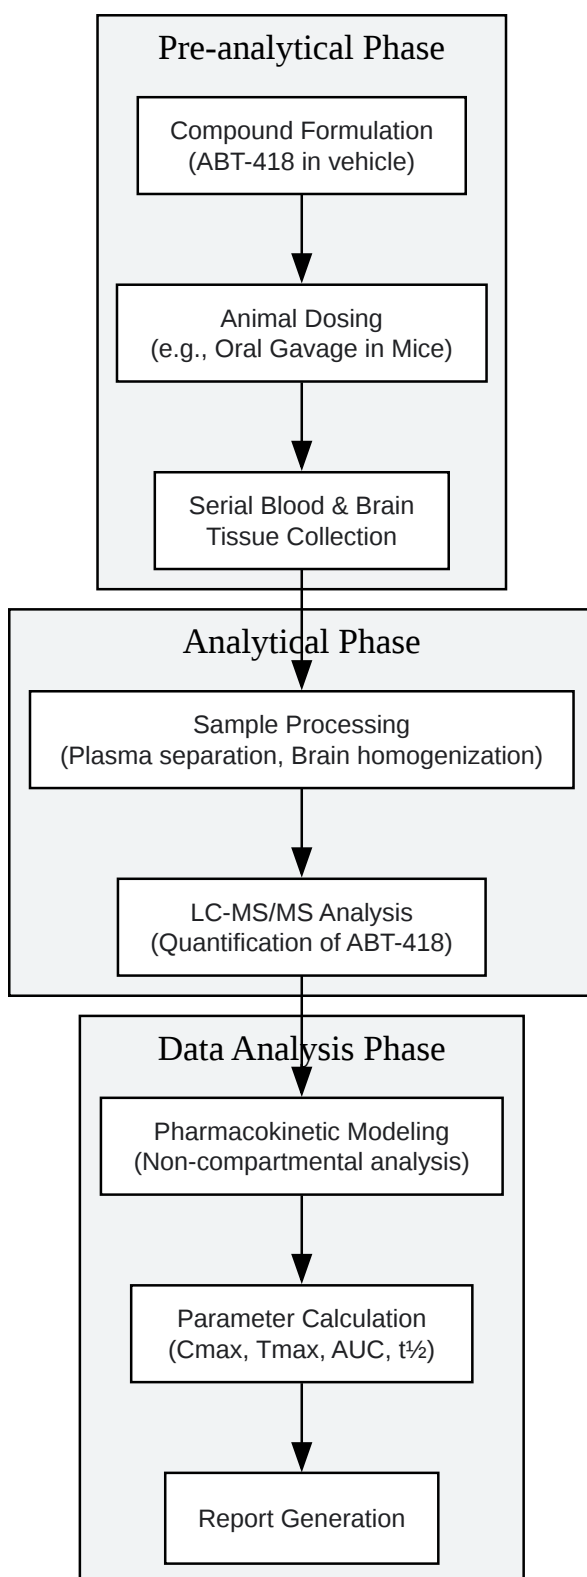 Pre-analytical Phase
Compound Formulation
(ABT-418 in vehicle)
Animal Dosing
(e.g., Oral Gavage in Mice)
Serial Blood & Brain
Tissue Collection
Analytical Phase
Sample Processing
(Plasma separation, Brain homogenization)
LC-MS/MS Analysis
(Quantification of ABT-418)
Data Analysis Phase
Pharmacokinetic Modeling
(Non-compartmental analysis)
Parameter Calculation
(Cmax, Tmax, AUC, t½)
Report Generation